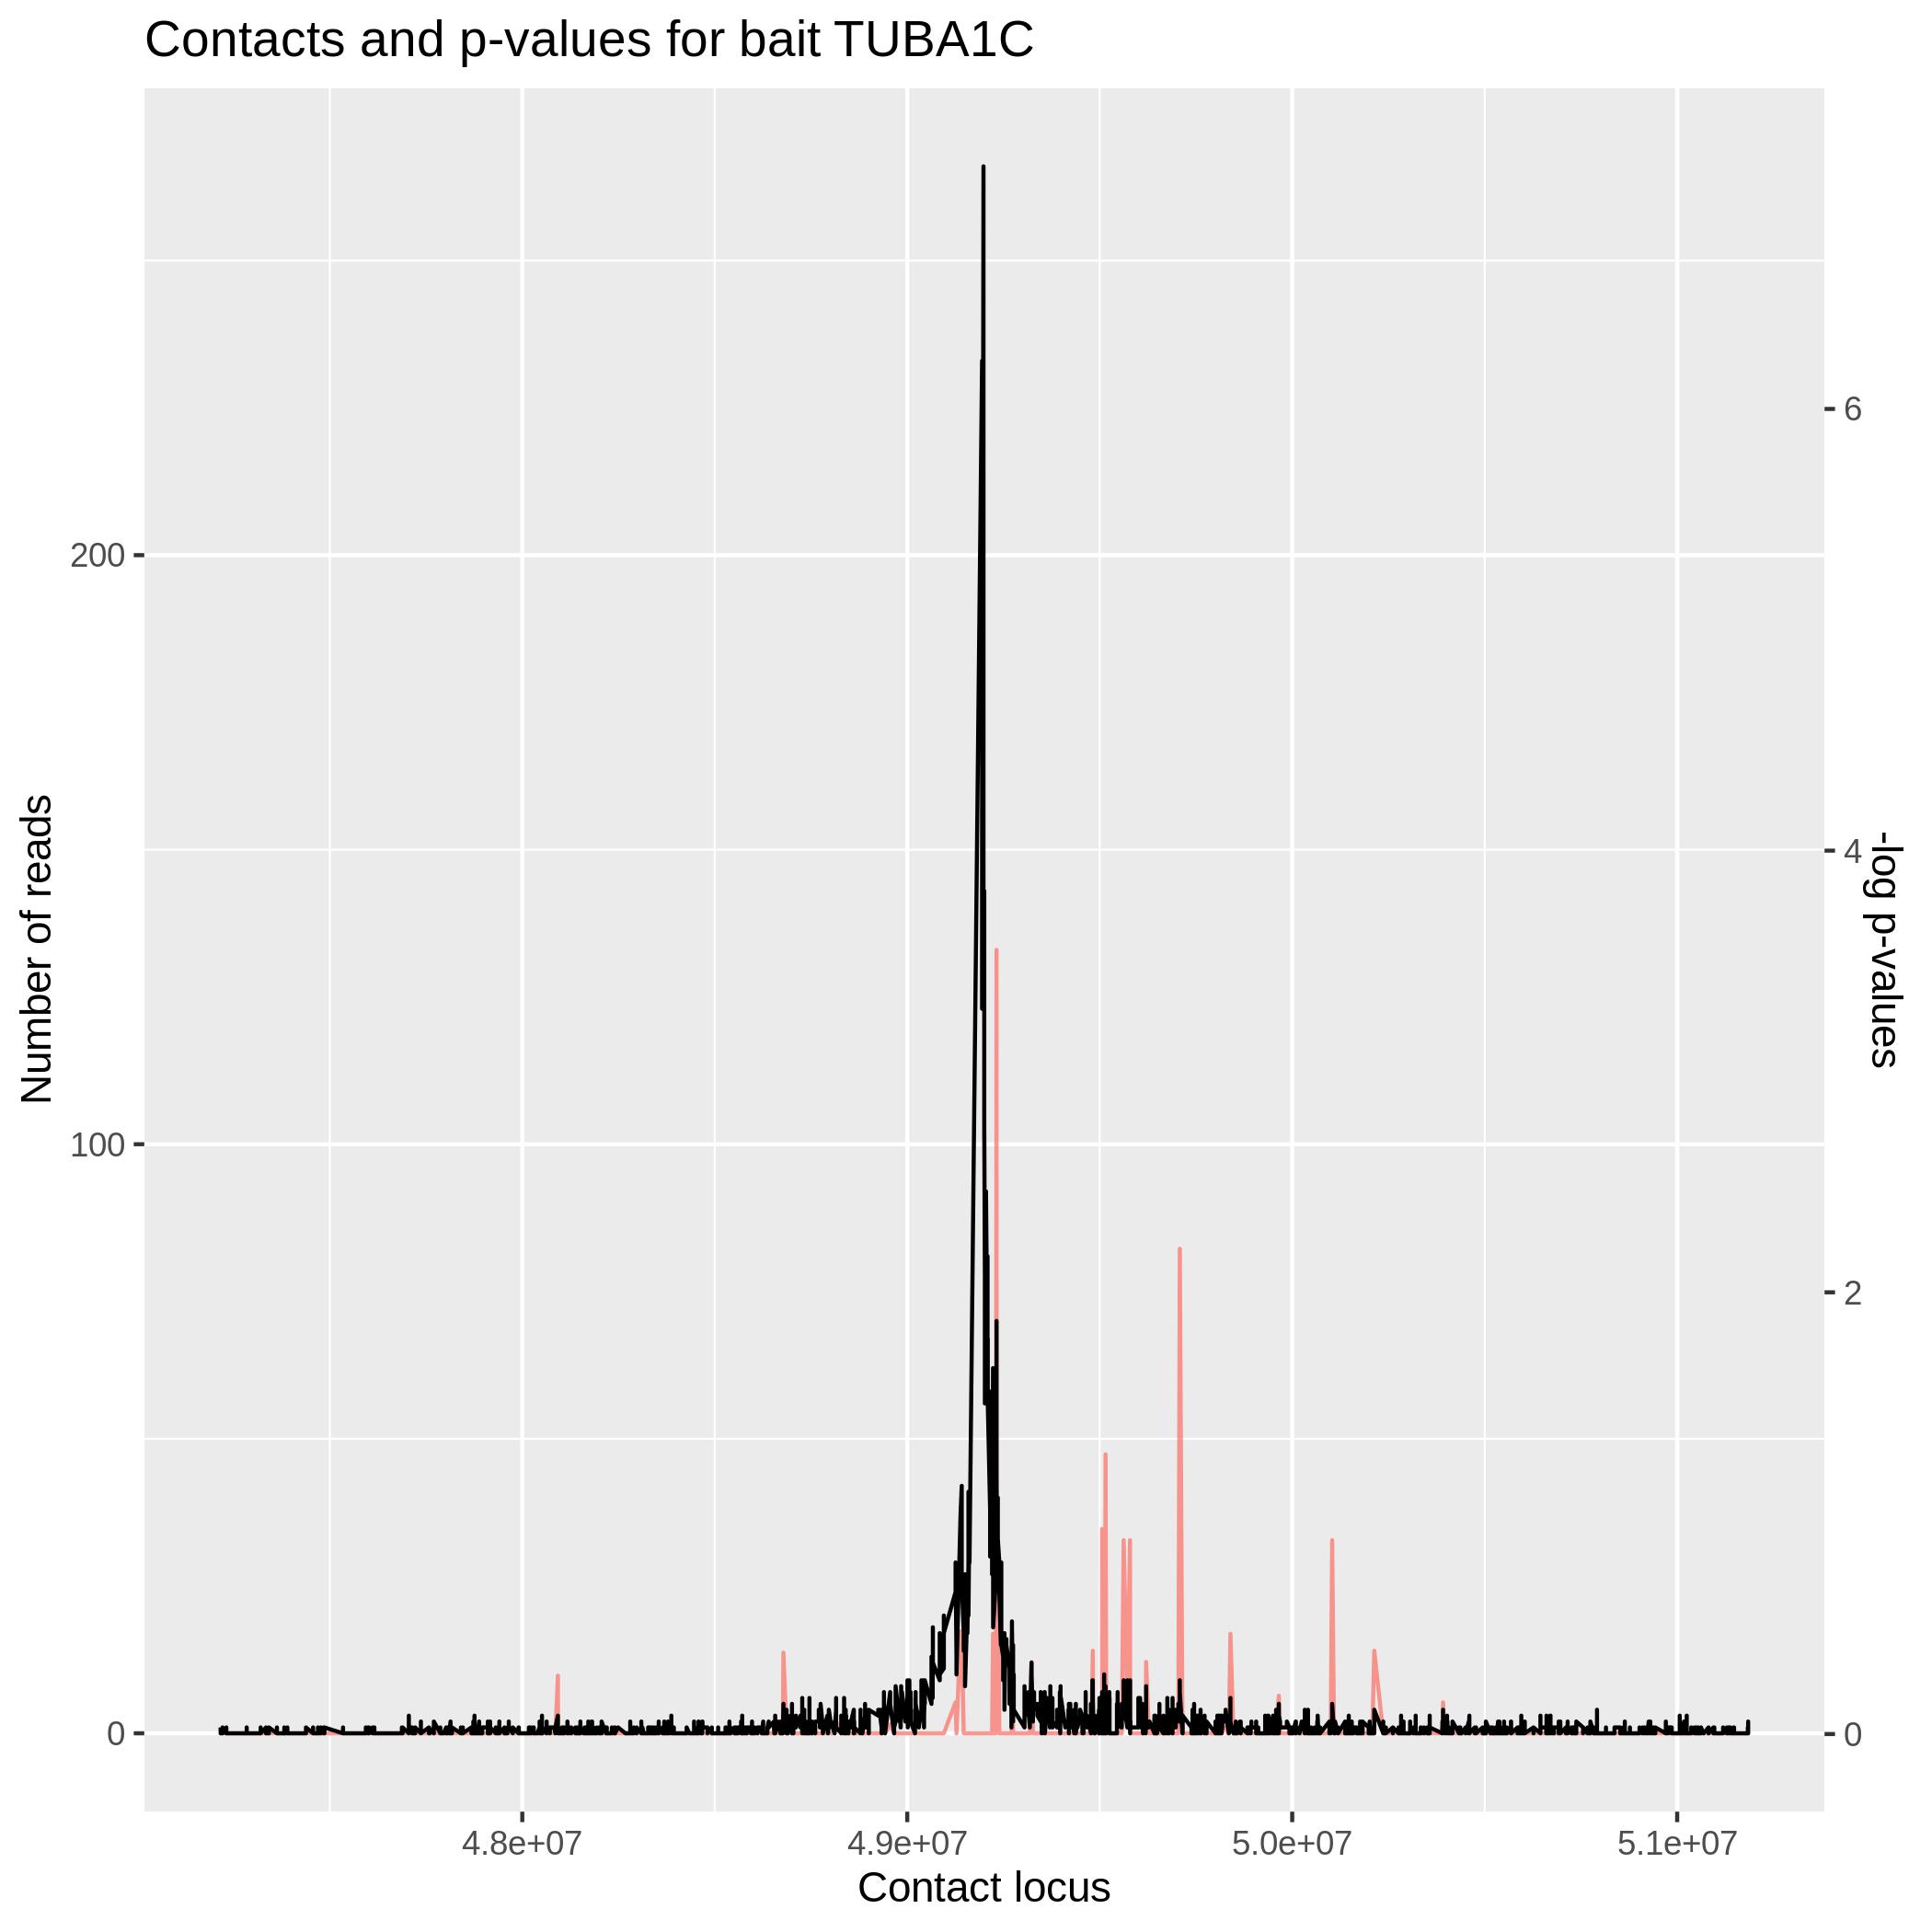 Contacts and p-values for bait TUBA1C
Number of reads
200
100
0
6
4
2
0
-log p-values
4.8e+07 4.9e+07 5.0e+07 5.1e+07
Contact locus